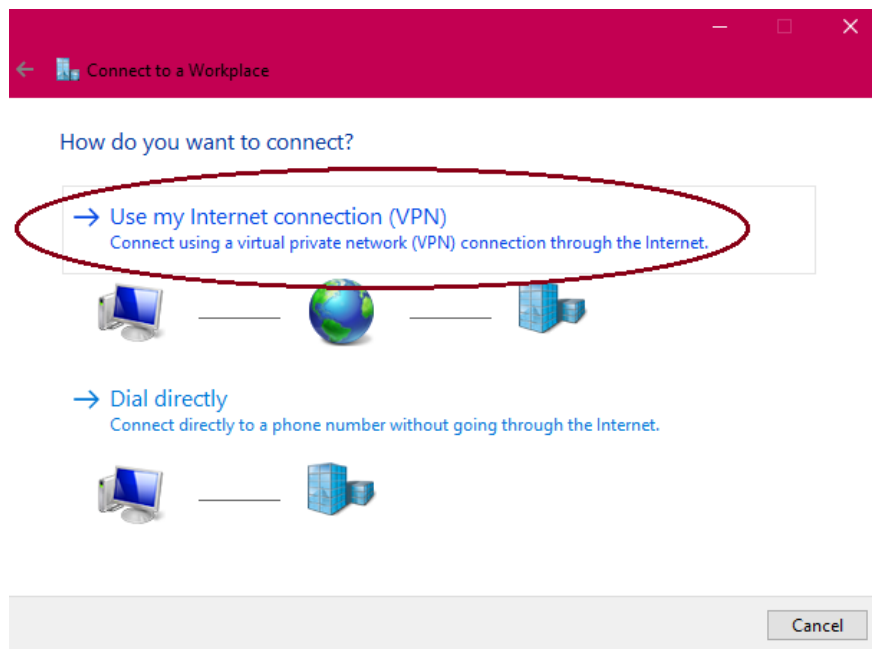 Connect to a Workplace
How do you want to connect?
Use my Internet connection (VPN)
Connect using a virtual private network (VPN) connection through the Internet.
Dial directly
Connect directly to a phone number without going through the Internet.
Cancel